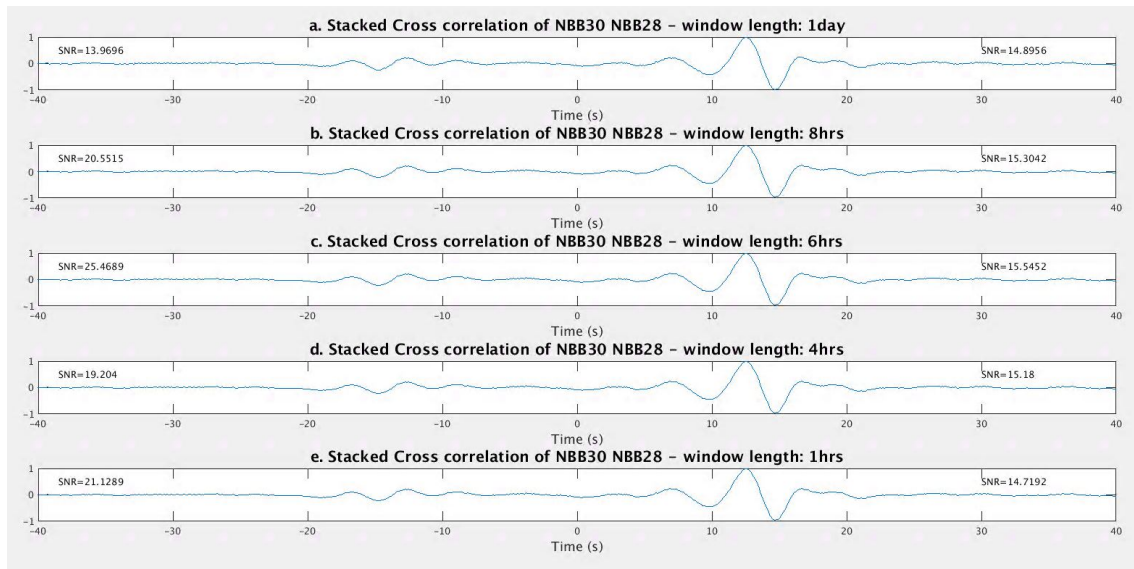 a. Stacked Cross correlation of NBB30 NBB28 – window length: 1day
1
SNR=13.9696 SNR=14.8956
0
-1
-40 -30 -20 -10 0 10 20 30 40
Time (s)
b. Stacked Cross correlation of NBB30 NBB28 – window length: 8hrs
1
SNR=20.5515 SNR=15.3042
0
-1
-40 -30 -20 -10 0 10 20 30 40
Time (s)
c. Stacked Cross correlation of NBB30 NBB28 – window length: 6hrs
1
SNR=25.4689 SNR=15.5452
0
-1
-40 -30 -20 -10 0 10 20 30 40
Time (s)
d. Stacked Cross correlation of NBB30 NBB28 – window length: 4hrs
1
SNR=19.204 SNR=15.18
0
-1
-40 -30 -20 -10 0 10 20 30 40
Time (s)
e. Stacked Cross correlation of NBB30 NBB28 – window length: 1hrs
1
SNR=21.1289 SNR=14.7192
0
-1
-40 -30 -20 -10 0 10 20 30 40
Time (s)